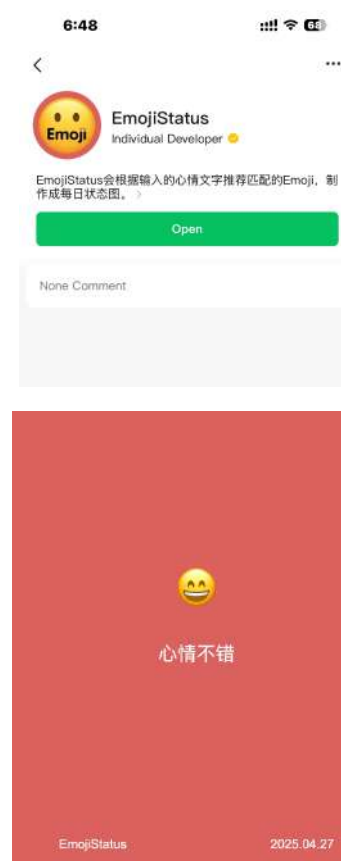 6:48
68
Emoji
EmojiStatus
Individual Developer
EmojiStatus会根据输入的心情文字推荐匹配的Emoji，制
作成每日状态图。
Open
None Comment
心情不错
EmojiStatus
2025.04.27